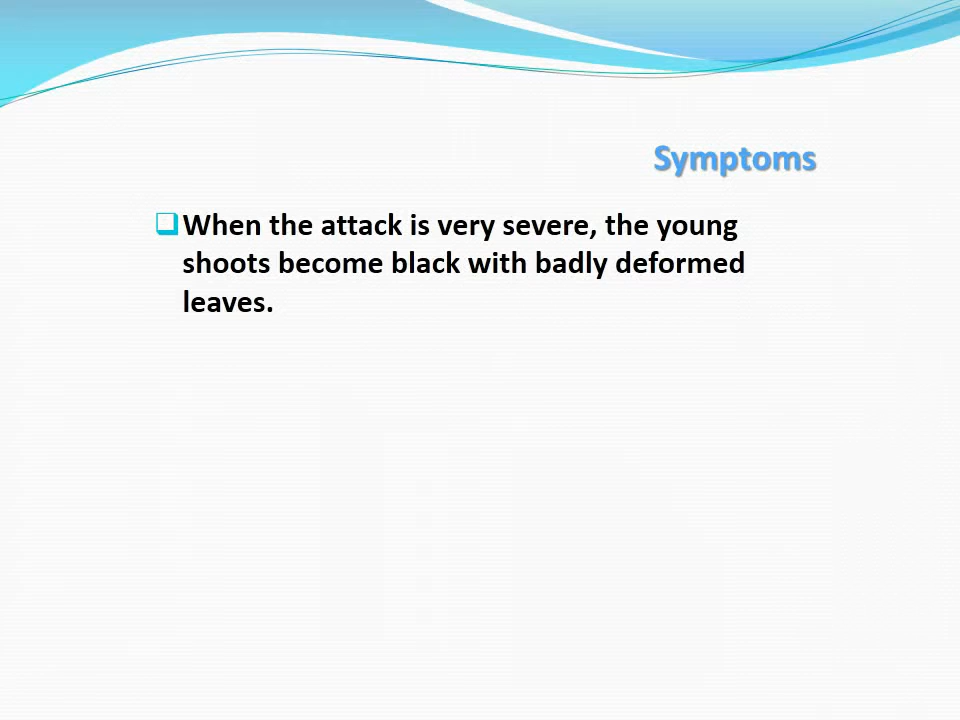 Symptoms
When the attack is very severe, the young
shoots become black with badly deformed
leaves.